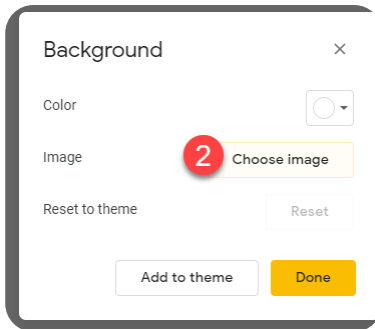 Background
Color
Image 2 Choose image
Reset to theme Reset
Add to theme Done